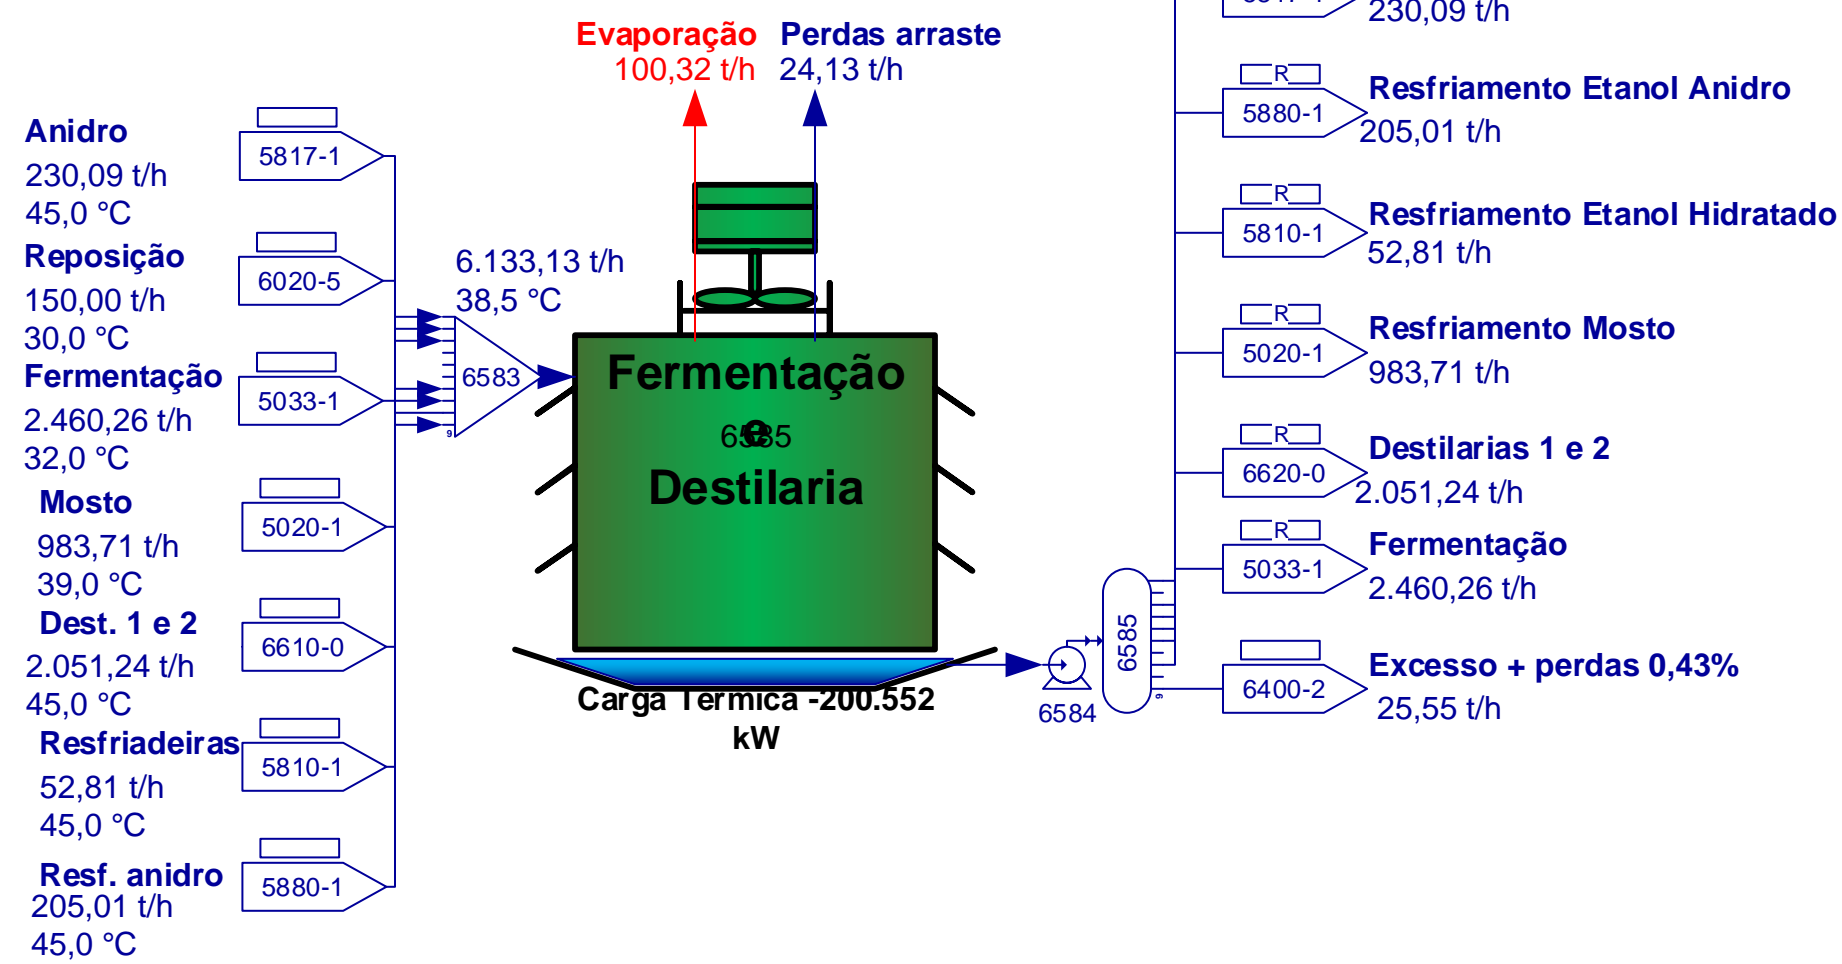 Evaporação
100,32 t/h
Perdas arraste
24,13 t/h
Anidro
230,09 t/h
45,0 °C
5817-1
Reposição
150,00 t/h
30,0 °C
6020-5
Fermentação
2.460,26 t/h
32,0 °C
5033-1
Mosto
983,71 t/h
39,0 °C
5020-1
Dest. 1 e 2
2.051,24 t/h
45,0 °C
6610-0
Resfriadeiras
52,81 t/h
45,0 °C
5810-1
Resf. anidro
205,01 t/h
45,0 °C
5880-1
6.133,13 t/h
38,5 °C
6583
9
Fermentação
e
6585
Destilaria
Carga Térmica -200.552
kW
6584
6585
9
230,09 t/h
R
5880-1
Resfriamento Etanol Anidro
205,01 t/h
R
5810-1
Resfriamento Etanol Hidratado
52,81 t/h
R
5020-1
Resfriamento Mosto
983,71 t/h
R
6620-0
Destilarias 1 e 2
2.051,24 t/h
R
5033-1
Fermentação
2.460,26 t/h
6400-2
Excesso + perdas 0,43%
25,55 t/h